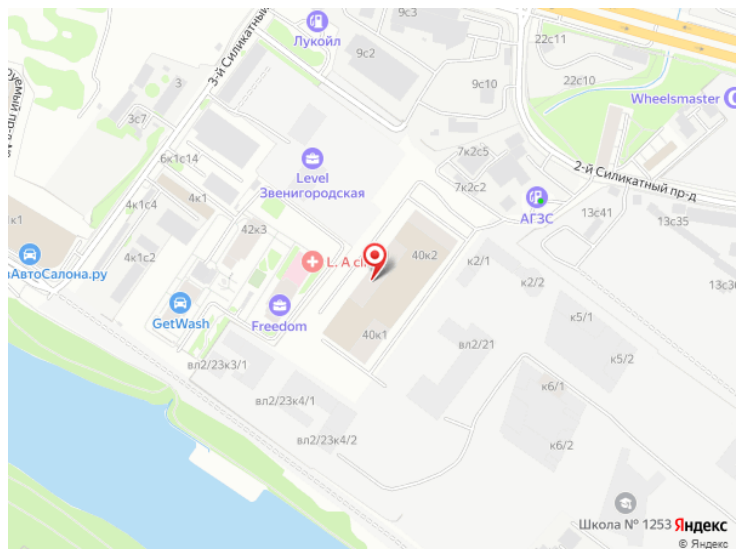 9с3
22с11
Лукойл
9с2
3-й Силикатный
22с10
9с10
Wheelsmaster
3
3с7
7к2с5
6к1с14
Level
Звенигородская
2-й Силикатный пр-д
7к2с2
4к1
АГЗС
4к1с4
13с41
13с35
к1
42к3
40к2
4к1с2
L. A cli
к2/1
вАвтоСалона.ру
к2/2
13с36
GetWash
Freedom
к5/1
40к1
вл2/21
к5/2
вл2/23к3/1
к6/1
вл2/23к4/1
вл2/23к4/2
к6/2
Школа № 1253
Яндекс
© Яндекс